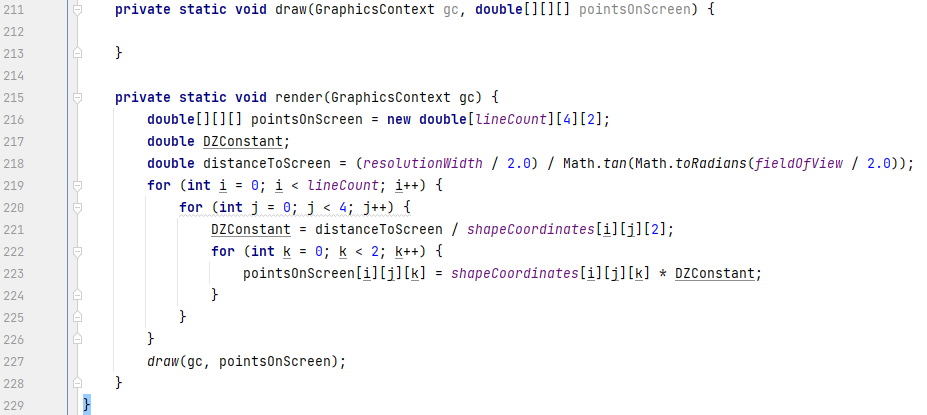 211 private static void draw(GraphicsContext gc, double[][][] pointsOnScreen) {
212
213 }
214
215 private static void render(GraphicsContext gc) {
216 double[][][] pointsOnScreen = new double[lineCount][4][2];
217 double DZConstant;
218 double distanceToScreen = (resolutionWidth / 2.0) / Math.tan(Math.toRadians(fieldOfView / 2.0));
219 for (int i = 0; i < lineCount; i++) {
220 for (int j = 0; j < 4; j++) {
221 DZConstant = distanceToScreen / shapeCoordinates[i][j][2];
222 for (int k = 0; k < 2; k++) {
223 pointsOnScreen[i][j][k] = shapeCoordinates[i][j][k] * DZConstant;
224 }
225 }
226 }
227 draw(gc, pointsOnScreen);
228 }
229 }